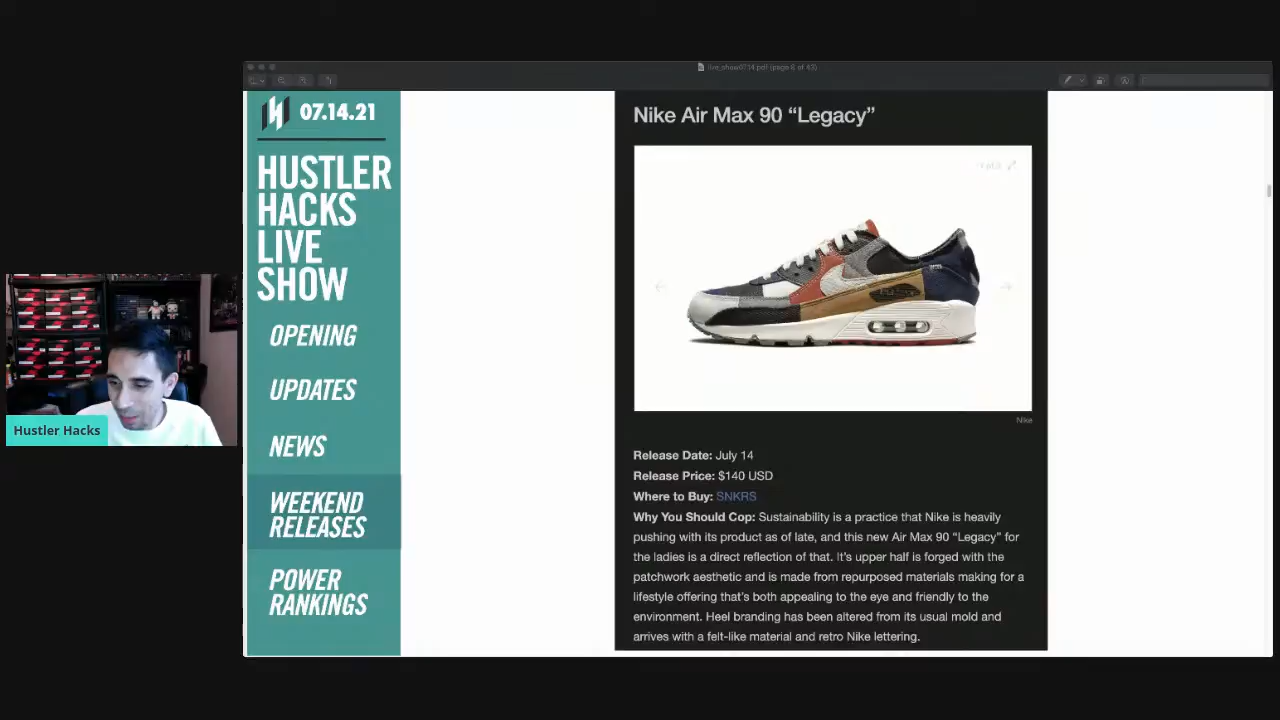 live_show0714.pdf (page 8 of 43)
07.14.21
HUSTLER
HACKS
LIVE
SHOW
OPENING
UPDATES
NEWS
WEEKEND
RELEASES
POWER
RANKINGS
Hustler Hacks
Nike Air Max 90 “Legacy”
Nike
Release Date: July 14
Release Price: $140 USD
Where to Buy: SNKRS
Why You Should Cop: Sustainability is a practice that Nike is heavily
pushing with its product as of late, and this new Air Max 90 “Legacy” for
the ladies is a direct reflection of that. It’s upper half is forged with the
patchwork aesthetic and is made from repurposed materials making for a
lifestyle offering that’s both appealing to the eye and friendly to the
environment. Heel branding has been altered from its usual mold and
arrives with a felt-like material and retro Nike lettering.